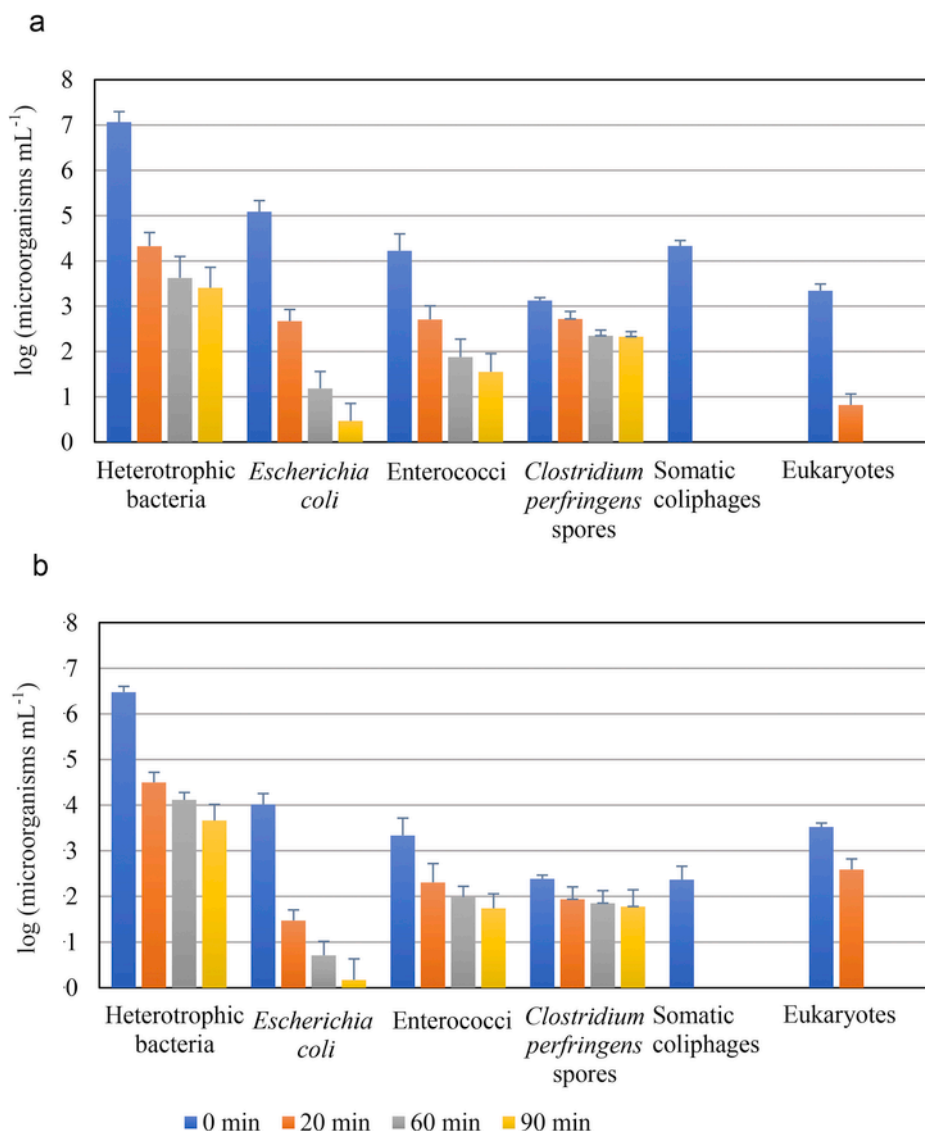 a
log (microorganisms mL-1)
8
7
6
5
4
3
2
1
0
Heterotrophic
bacteria
Escherichia
coli
Enterococci
Clostridium
perfringens
spores
Somatic
coliphages
Eukaryotes
b
log (microorganisms mL-1)
·8
·7
·6
·5
·4
·3
·2
·1
·0
Heterotrophic
bacteria
Escherichia
coli
Enterococci
Clostridium
perfringens
spores
Somatic
coliphages
Eukaryotes
0 min 20 min 60 min 90 min